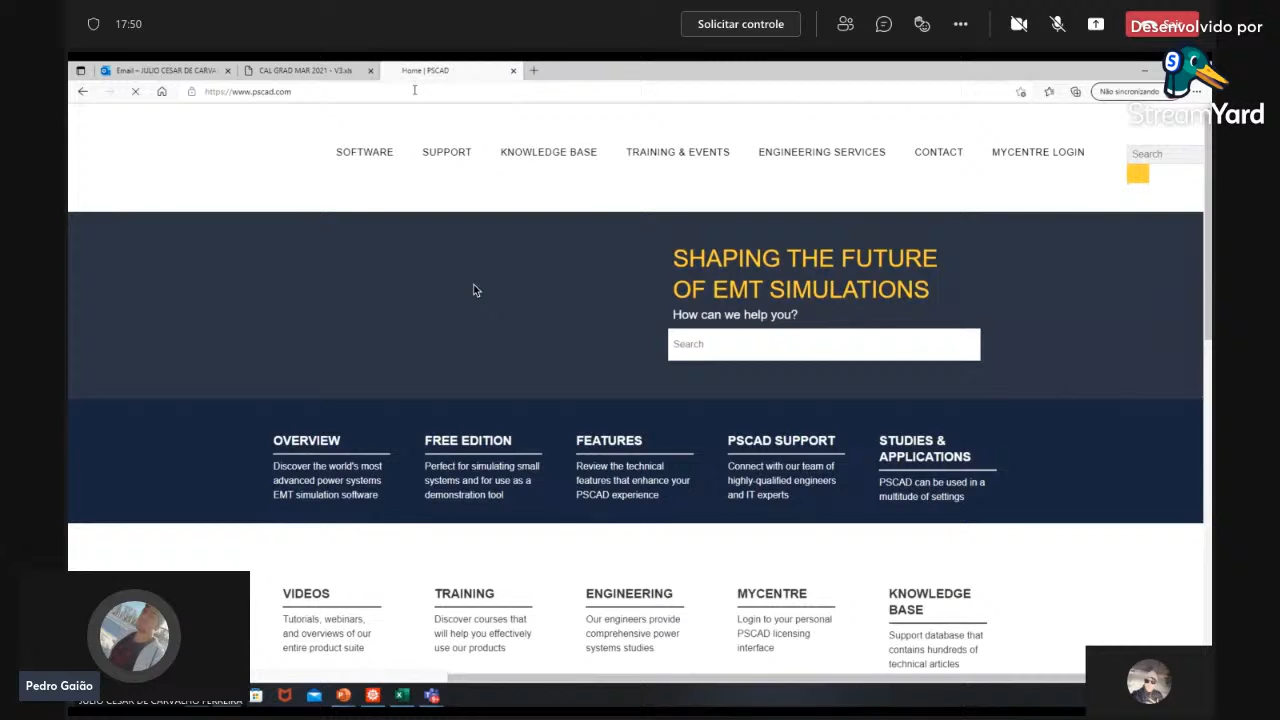 17:50
Solicitar controle
Desenvolvido por
StreamYard
Email – JULIO CESAR DE CARVA
CAL GRAD MAR 2021 - V3.xls
Home | PSCAD
https://www.pscad.com
Não sincronizando
SOFTWARE
SUPPORT
KNOWLEDGE BASE
TRAINING & EVENTS
ENGINEERING SERVICES
CONTACT
MYCENTRE LOGIN
Search
SHAPING THE FUTURE
OF EMT SIMULATIONS
How can we help you?
Search
OVERVIEW
Discover the world's most
advanced power systems
EMT simulation software
FREE EDITION
Perfect for simulating small
systems and for use as a
demonstration tool
FEATURES
Review the technical
features that enhance your
PSCAD experience
PSCAD SUPPORT
Connect with our team of
highly-qualified engineers
and IT experts
STUDIES &
APPLICATIONS
PSCAD can be used in a
multitude of settings
VIDEOS
Tutorials, webinars,
and overviews of our
entire product suite
TRAINING
Discover courses that
will help you effectively
use our products
ENGINEERING
Our engineers provide
comprehensive power
systems studies
MYCENTRE
Login to your personal
PSCAD licensing
interface
KNOWLEDGE
BASE
Support database that
contains hundreds of
technical articles
Pedro Gaião
JULIO CESAR DE CARVALHO FERREIRA